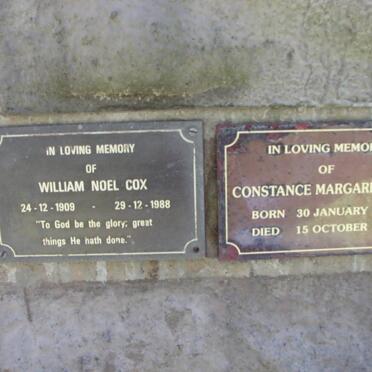 IN LOVING MEMORY
OF
WILLIAM NOEL COX
24-12-1909 - 29-12-1988
"To God be the glory; great
things He hath done."
IN LOVING MEMO
OF
CONSTANCE MARGAR
BORN 30 JANUARY
DIED 15 OCTOBER